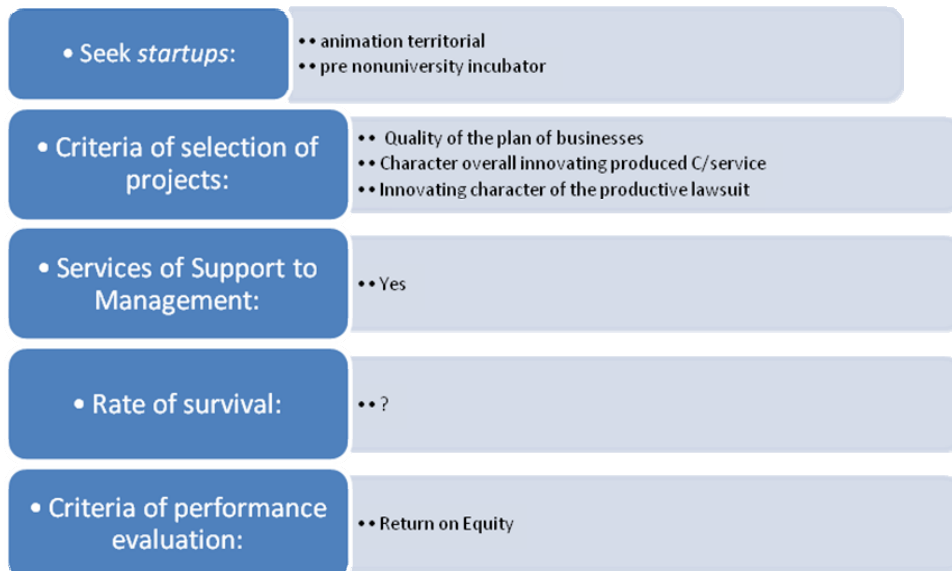 • Seek startups:
•• animation territorial
•• pre nonuniversity incubator
• Criteria of selection of
projects:
•• Quality of the plan of businesses
•• Character overall innovating produced C/service
•• Innovating character of the productive lawsuit
• Services of Support to
Management:
•• Yes
• Rate of survival:
•• ?
• Criteria of performance
evaluation:
•• Return on Equity